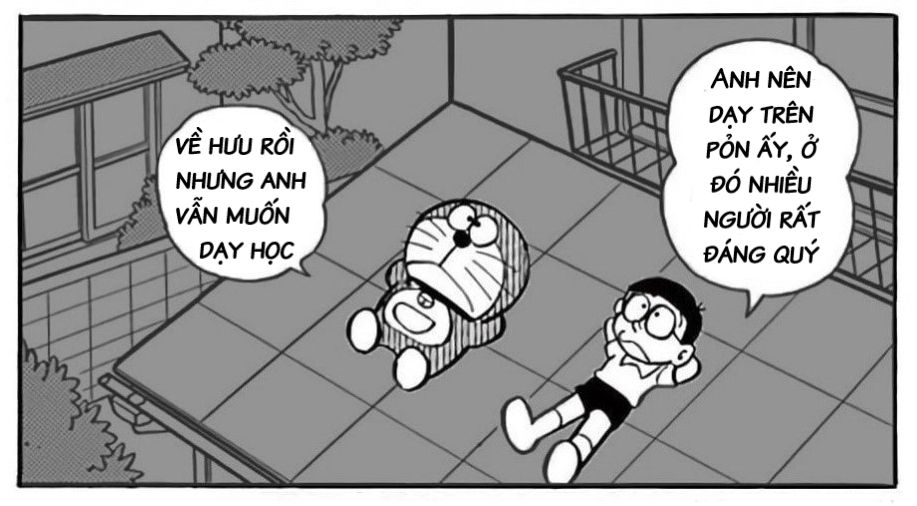 VỀ HƯU RỒI
NHƯNG ANH
VẪN MUỐN
DẠY HỌC
ANH NÊN
DẠY TRÊN
PỎN ẤY, Ở
ĐÓ NHIỀU
NGƯỜI RẤT
ĐÁNG QUÝ